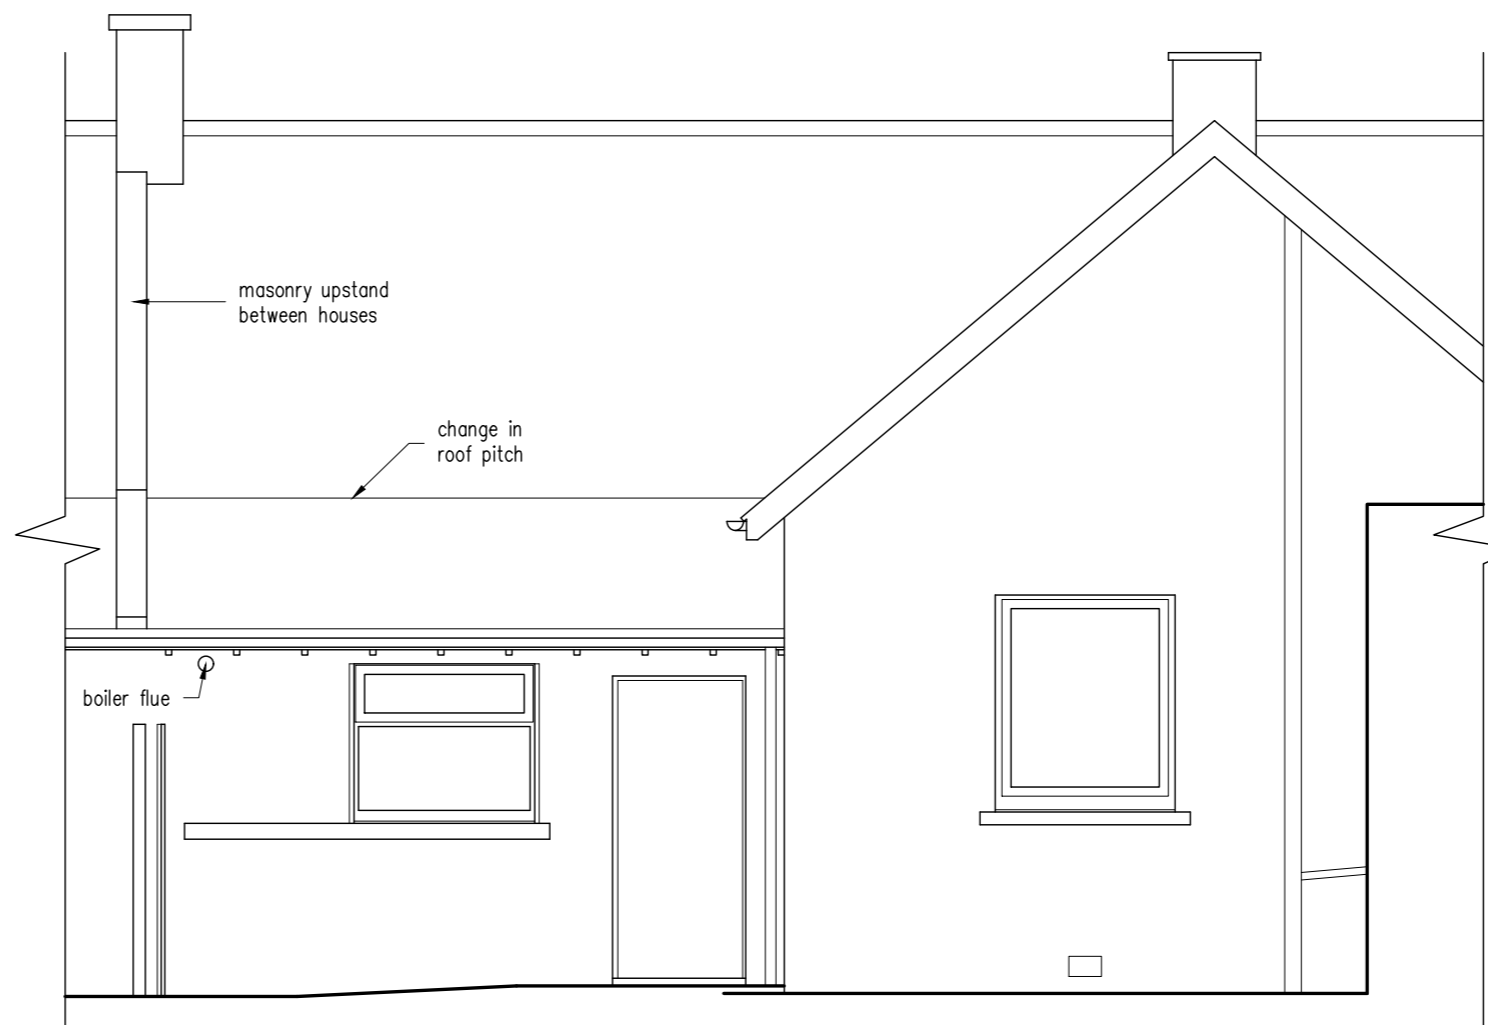 masonry upstand
between houses
change in
roof pitch
boiler flue